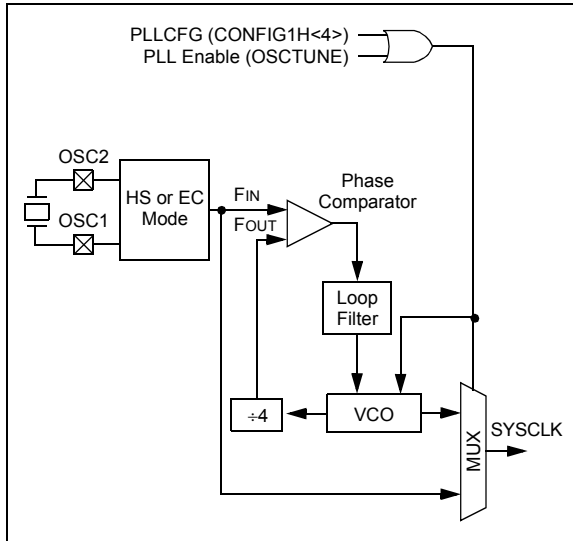 PLLCFG (CONFIG1H<4>)
PLL Enable (OSCTUNE)
OSC2
OSC1
HS or EC
Mode
FIN
FOUT
Phase
Comparator
Loop
Filter
÷4
VCO
MUX
SYSCLK